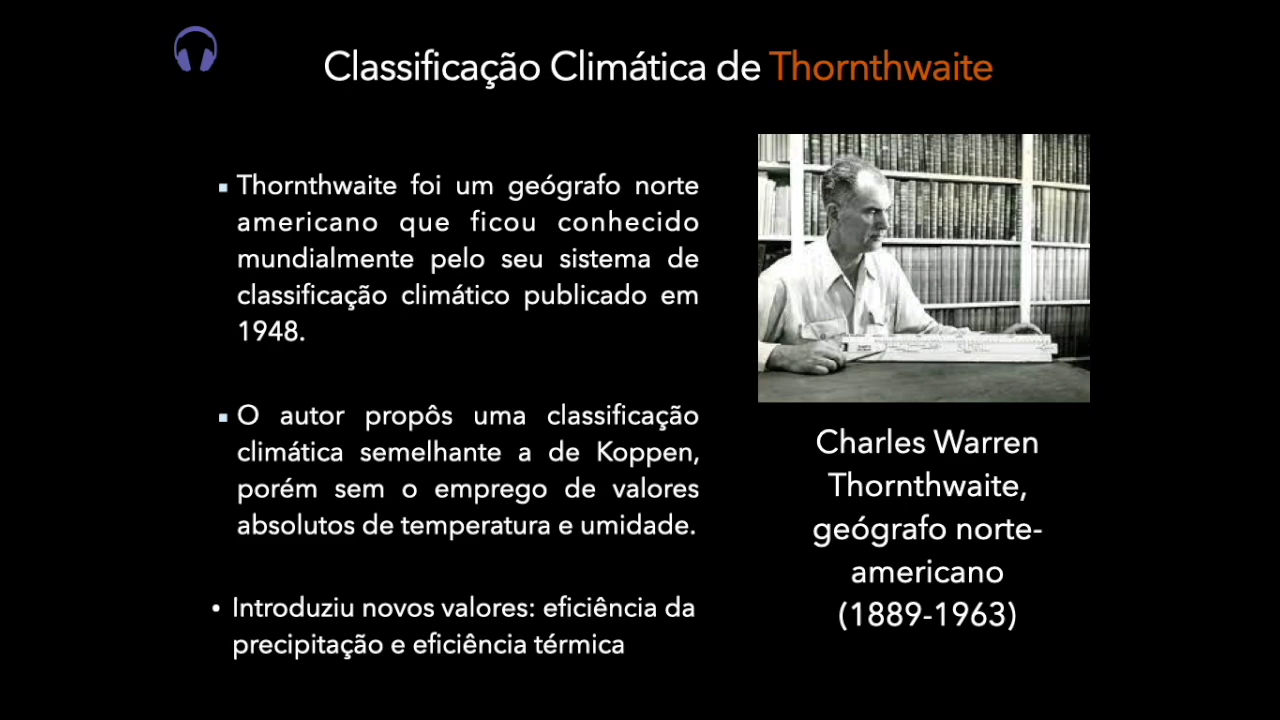 Classificação Climática de Thornthwaite
Thornthwaite foi um geógrafo norte
americano que ficou conhecido
mundialmente pelo seu sistema de
classificação climático publicado em
1948.
O autor propôs uma classificação
climática semelhante a de Koppen,
porém sem o emprego de valores
absolutos de temperatura e umidade.
• Introduziu novos valores: eficiência da
precipitação e eficiência térmica
Charles Warren
Thornthwaite,
geógrafo norte-
americano
(1889-1963)